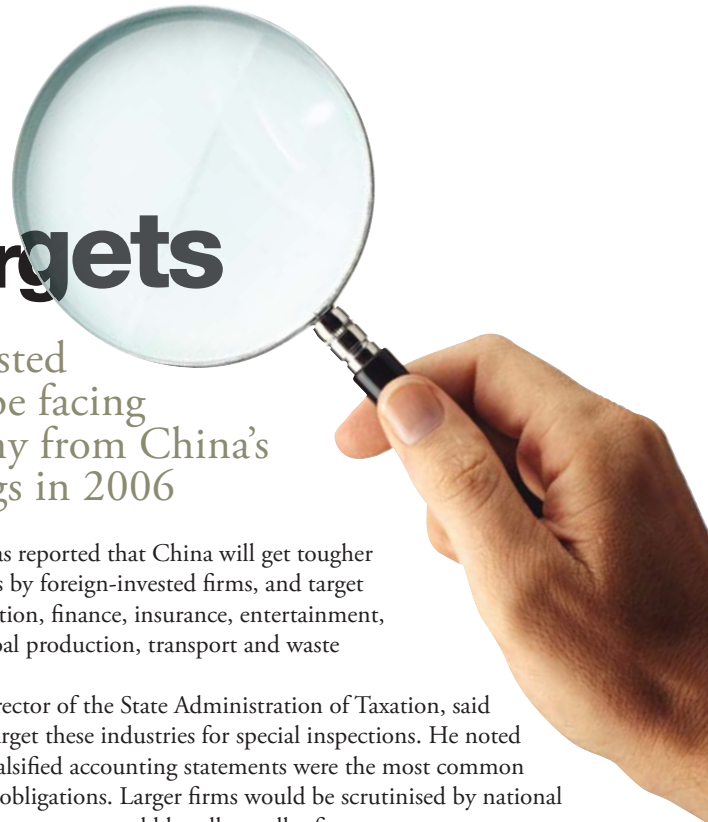 rgets
sted
be facing
ny from China's
gs in 2006
as reported that China will get tougher
s by foreign-invested firms, and target
tion, finance, insurance, entertainment,
oal production, transport and waste
rector of the State Administration of Taxation, said
rget these industries for special inspections. He noted
alsified accounting statements were the most common
obligations. Larger firms would be scrutinised by national